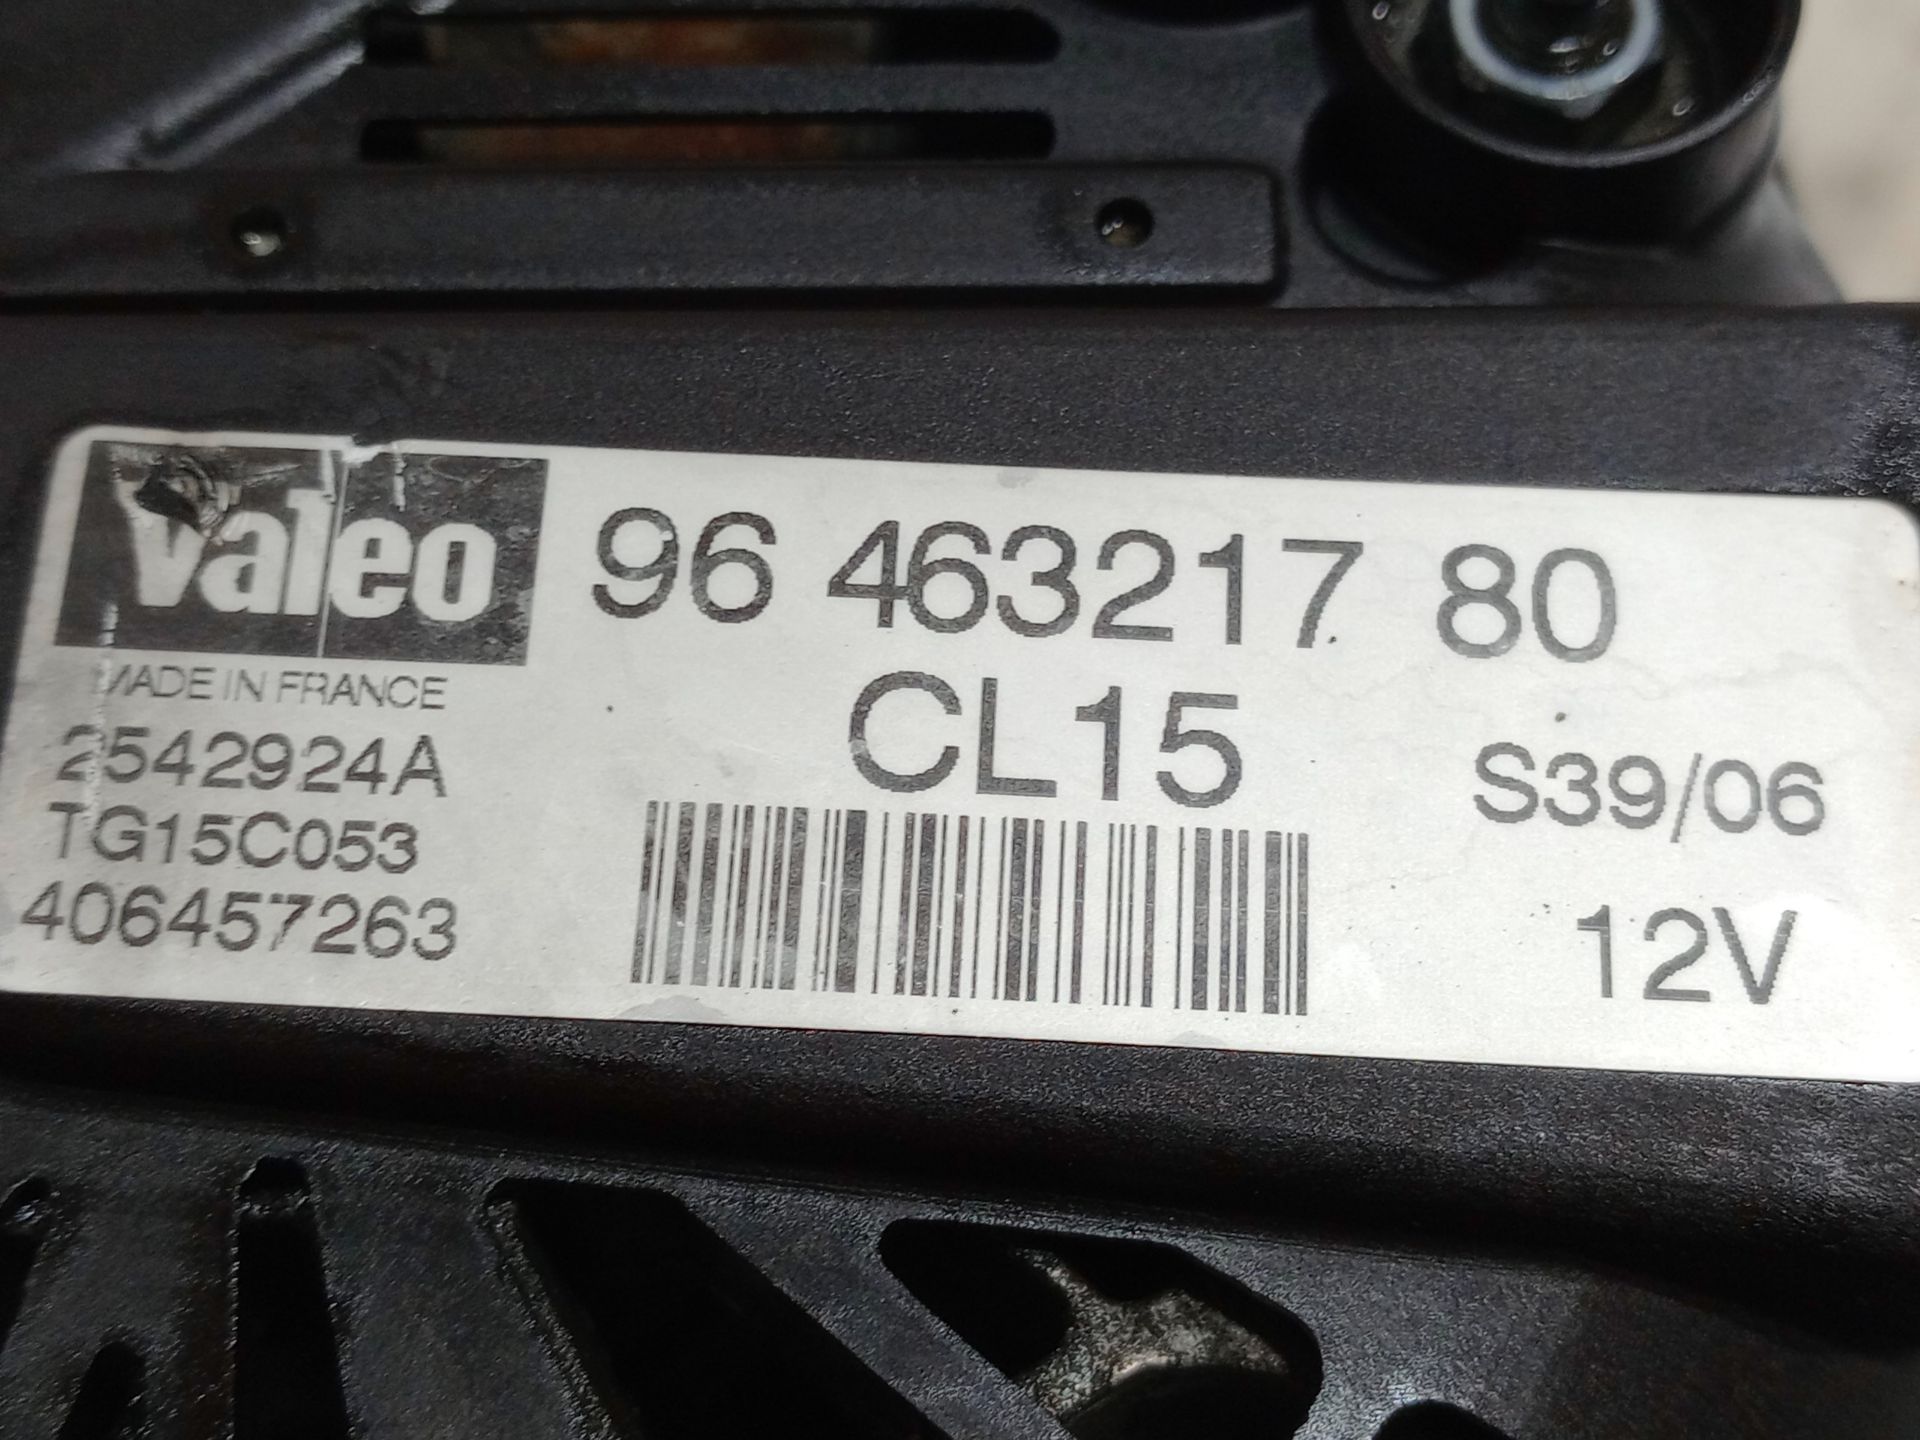 Valeo
96 463217 80
MADE IN FRANCE
CL15
2542924A
S39/06
TG15C053
406457263
12V